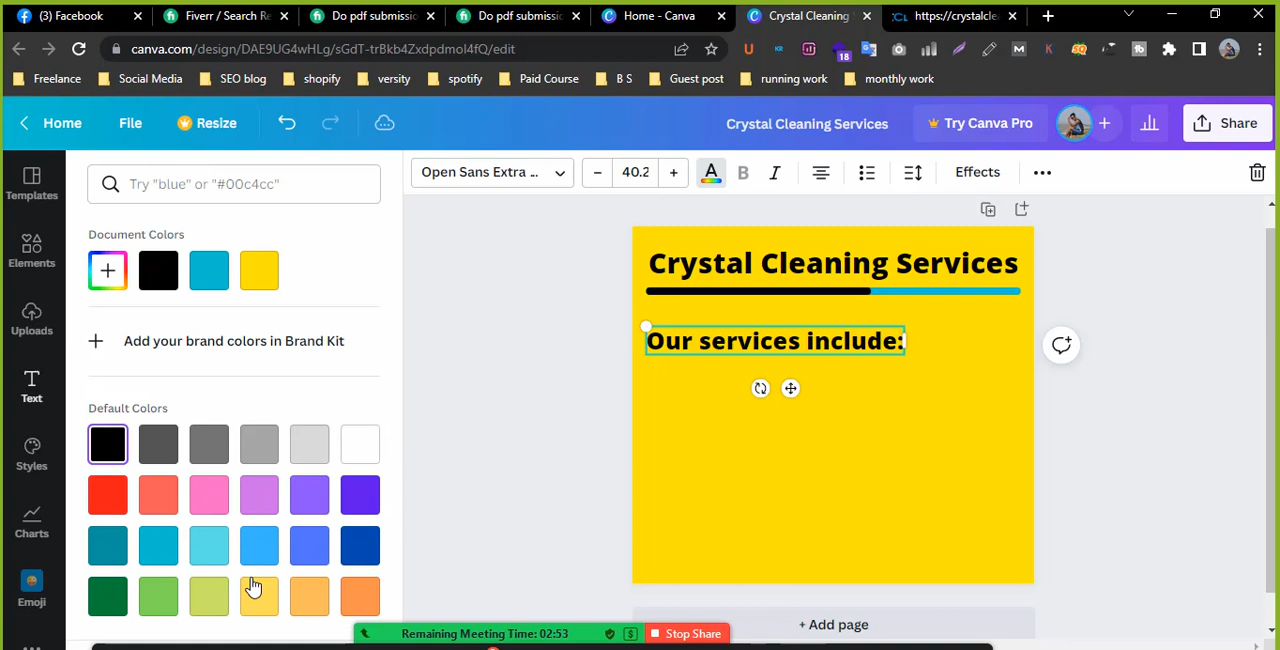 (3) Facebook
Fiverr / Search Re
Do pdf submissic
Do pdf submissic
Home - Canva
Crystal Cleaning
https://crystalcle
canva.com/design/DAE9UG4wHLg/sGdT-trBkb4Zxdpdmol4fQ/edit
18
Freelance
Social Media
SEO blog
shopify
versity
spotify
Paid Course
B S
Guest post
running work
monthly work
Home
File
Resize
Crystal Cleaning Services
Try Canva Pro
Share
Templates
Elements
Uploads
Text
Styles
Charts
Emoji
Try "blue" or "#00c4cc"
Document Colors
Add your brand colors in Brand Kit
Default Colors
Open Sans Extra ...
40.2
A
B
I
Effects
Crystal Cleaning Services
Our services include:
+ Add page
Remaining Meeting Time: 02:53
Stop Share